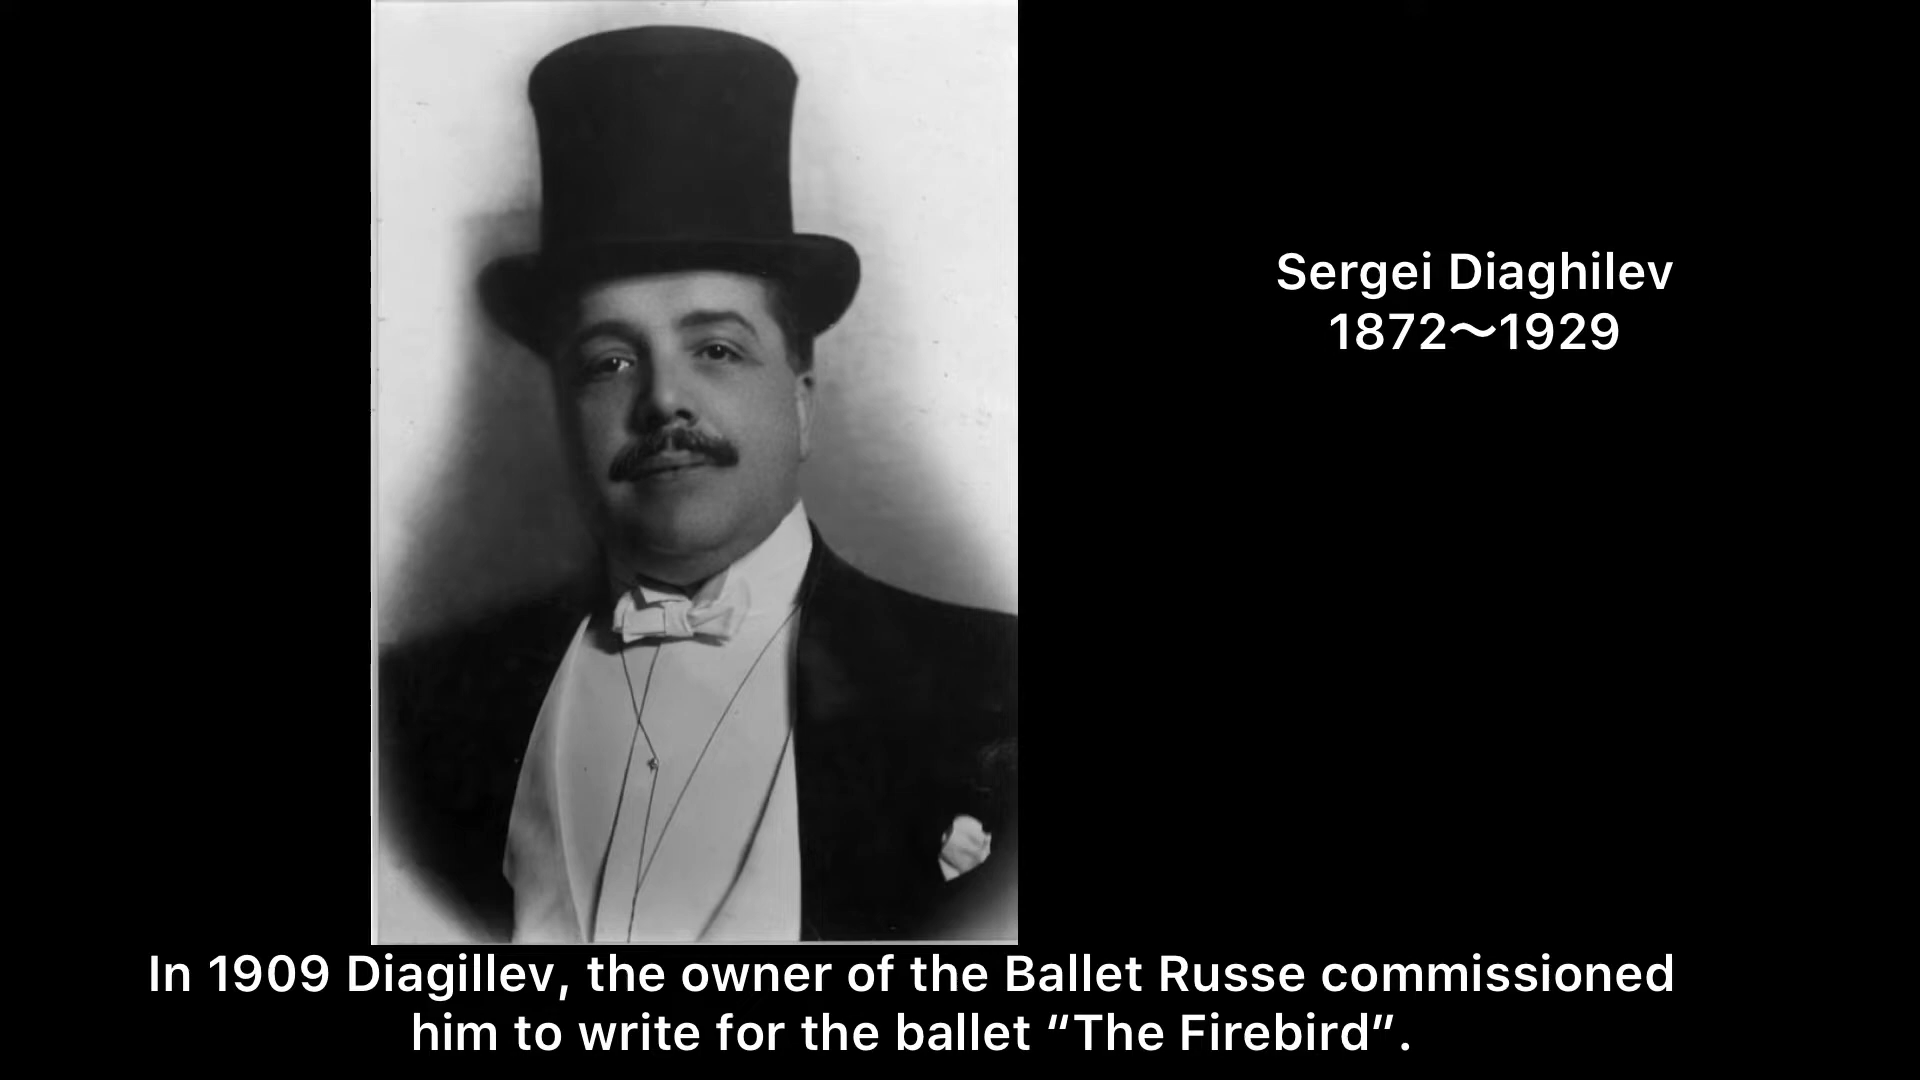 Sergei Diaghilev
1872〜1929
In 1909 Diagillev, the owner of the Ballet Russe commissioned
him to write for the ballet “The Firebird”.